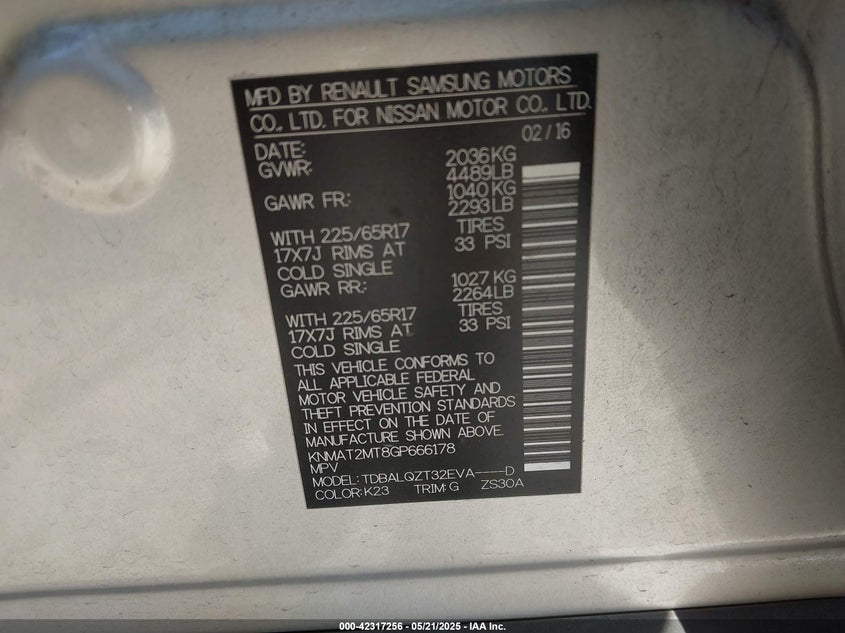 MFD BY RENAULT SAMSUNG MOTORS
CO., LTD. FOR NISSAN MOTOR CO., LTD.
DATE: 02/16
GVWR: 2036KG
4489LB
GAWR FR: 1040KG
2293LB
WITH 225/65R17 TIRES
17X7J RIMS AT 33 PSI
COLD SINGLE
GAWR RR: 1027KG
2264LB
WITH 225/65R17 TIRES
17X7J RIMS AT 33 PSI
COLD SINGLE
THIS VEHICLE CONFORMS TO
ALL APPLICABLE FEDERAL
MOTOR VEHICLE SAFETY AND
THEFT PREVENTION STANDARDS
IN EFFECT ON THE DATE OF
MANUFACTURE SHOWN ABOVE.
KNMAT2MT8GP666178
MPV
MODEL: TDBALQZT32EVA----D
COLOR: K23 TRIM: G ZS30A
000-42317256 - 05/21/2025 - IAA Inc.